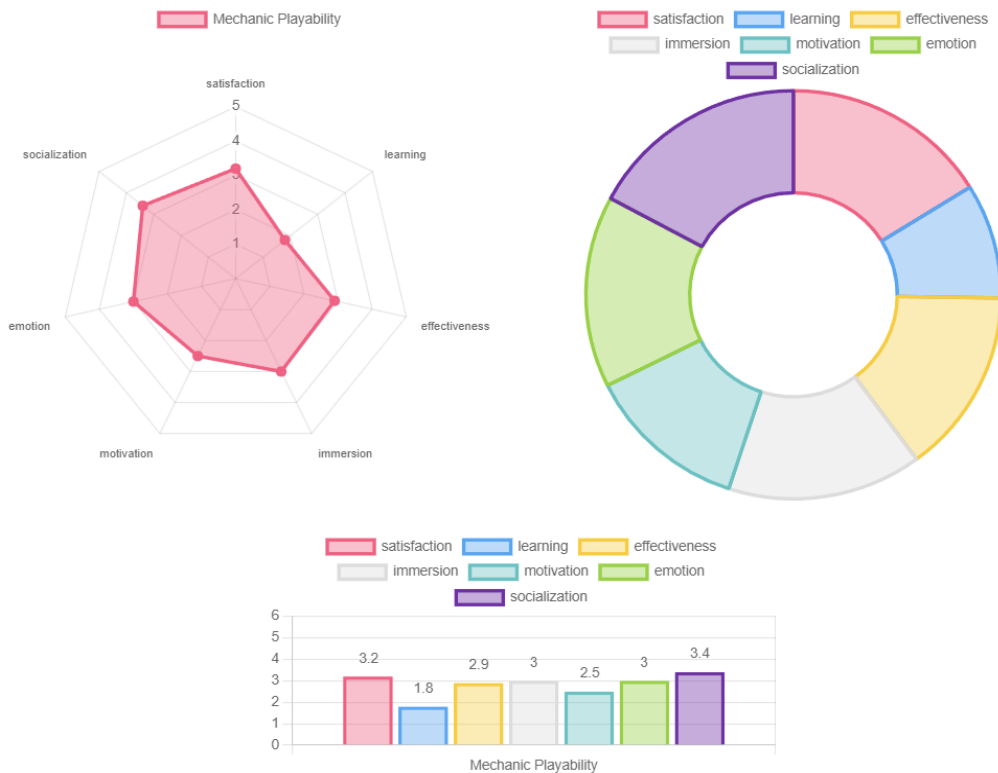 Mechanic Playability
satisfaction
5
4
3
2
1
socialization
learning
emotion
effectiveness
motivation
immersion
satisfaction learning effectiveness
immersion motivation emotion
socialization
satisfaction learning effectiveness
immersion motivation emotion
socialization
6
5
4
3
2
1
0
3.2 1.8 2.9 3 2.5 3 3.4
Mechanic Playability